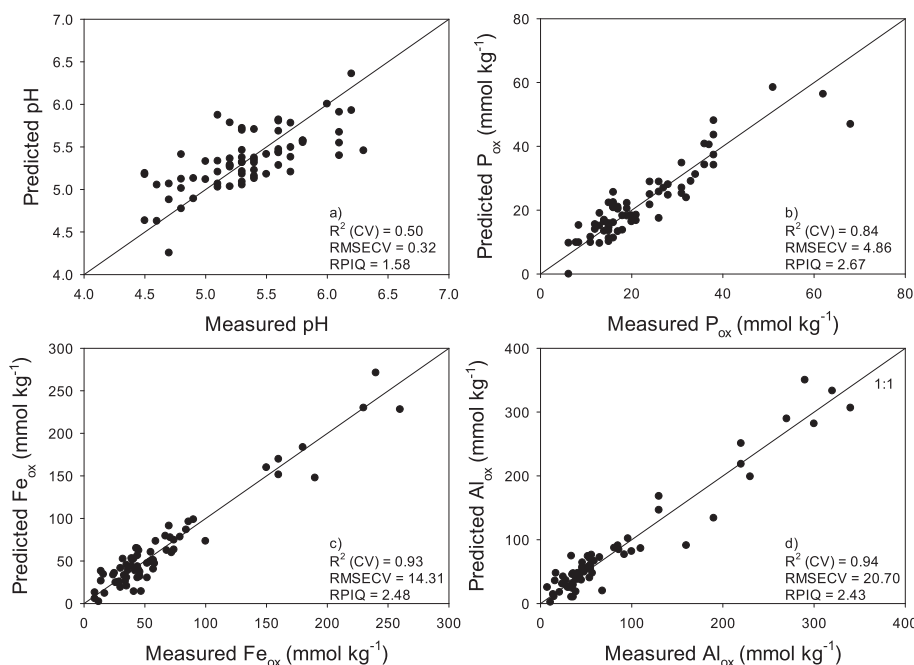 7.0
6.0
5.0
4.0
Predicted pH
4.0 4.5 5.0 5.5 6.0 6.5 7.0
Measured pH
a)
R² (CV) = 0.50
RMSECV = 0.32
RPIQ = 1.58
80
60
40
20
0
Predicted Pox (mmol kg⁻¹)
0 20 40 60 80
Measured Pox (mmol kg⁻¹)
b)
R² (CV) = 0.84
RMSECV = 4.86
RPIQ = 2.67
300
250
200
150
100
50
0
Predicted Feox (mmol kg⁻¹)
0 50 100 150 200 250 300
Measured Feox (mmol kg⁻¹)
c)
R² (CV) = 0.93
RMSECV = 14.31
RPIQ = 2.48
400
300
200
100
0
Predicted Alox (mmol kg⁻¹)
0 100 200 300 400
Measured Alox (mmol kg⁻¹)
1:1
d)
R² (CV) = 0.94
RMSECV = 20.70
RPIQ = 2.43